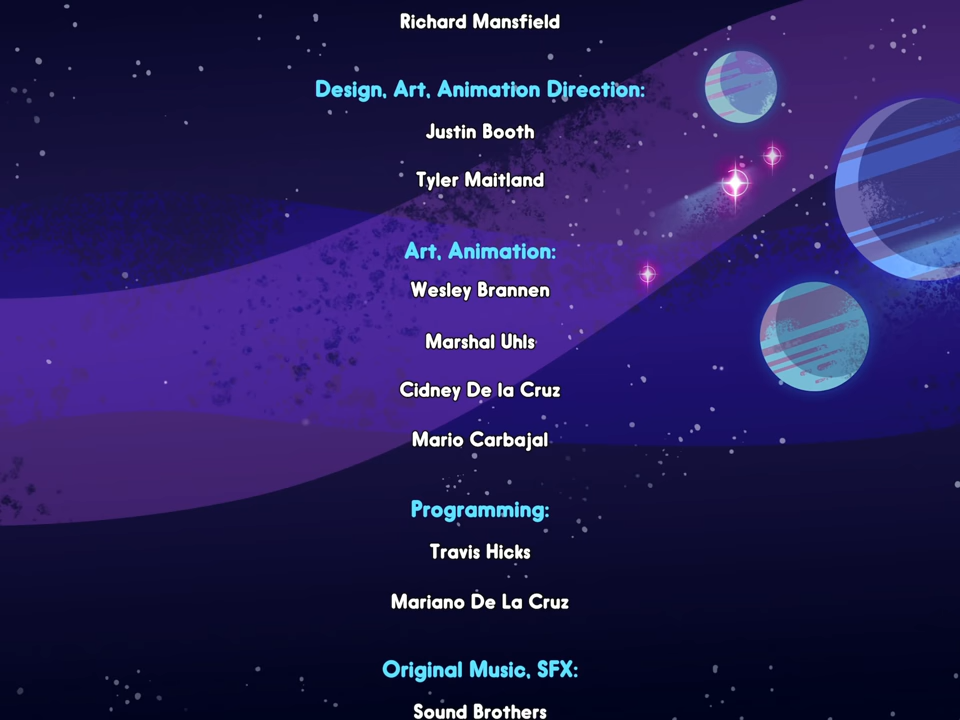 Richard Mansfield
Design, Art, Animation Direction:
Justin Booth
Tyler Maitland
Art, Animation:
Wesley Brannen
Marshal Uhls
Cidney De la Cruz
Mario Carbajal
Programming:
Travis Hicks
Mariano De La Cruz
Original Music, SFX:
Sound Brothers